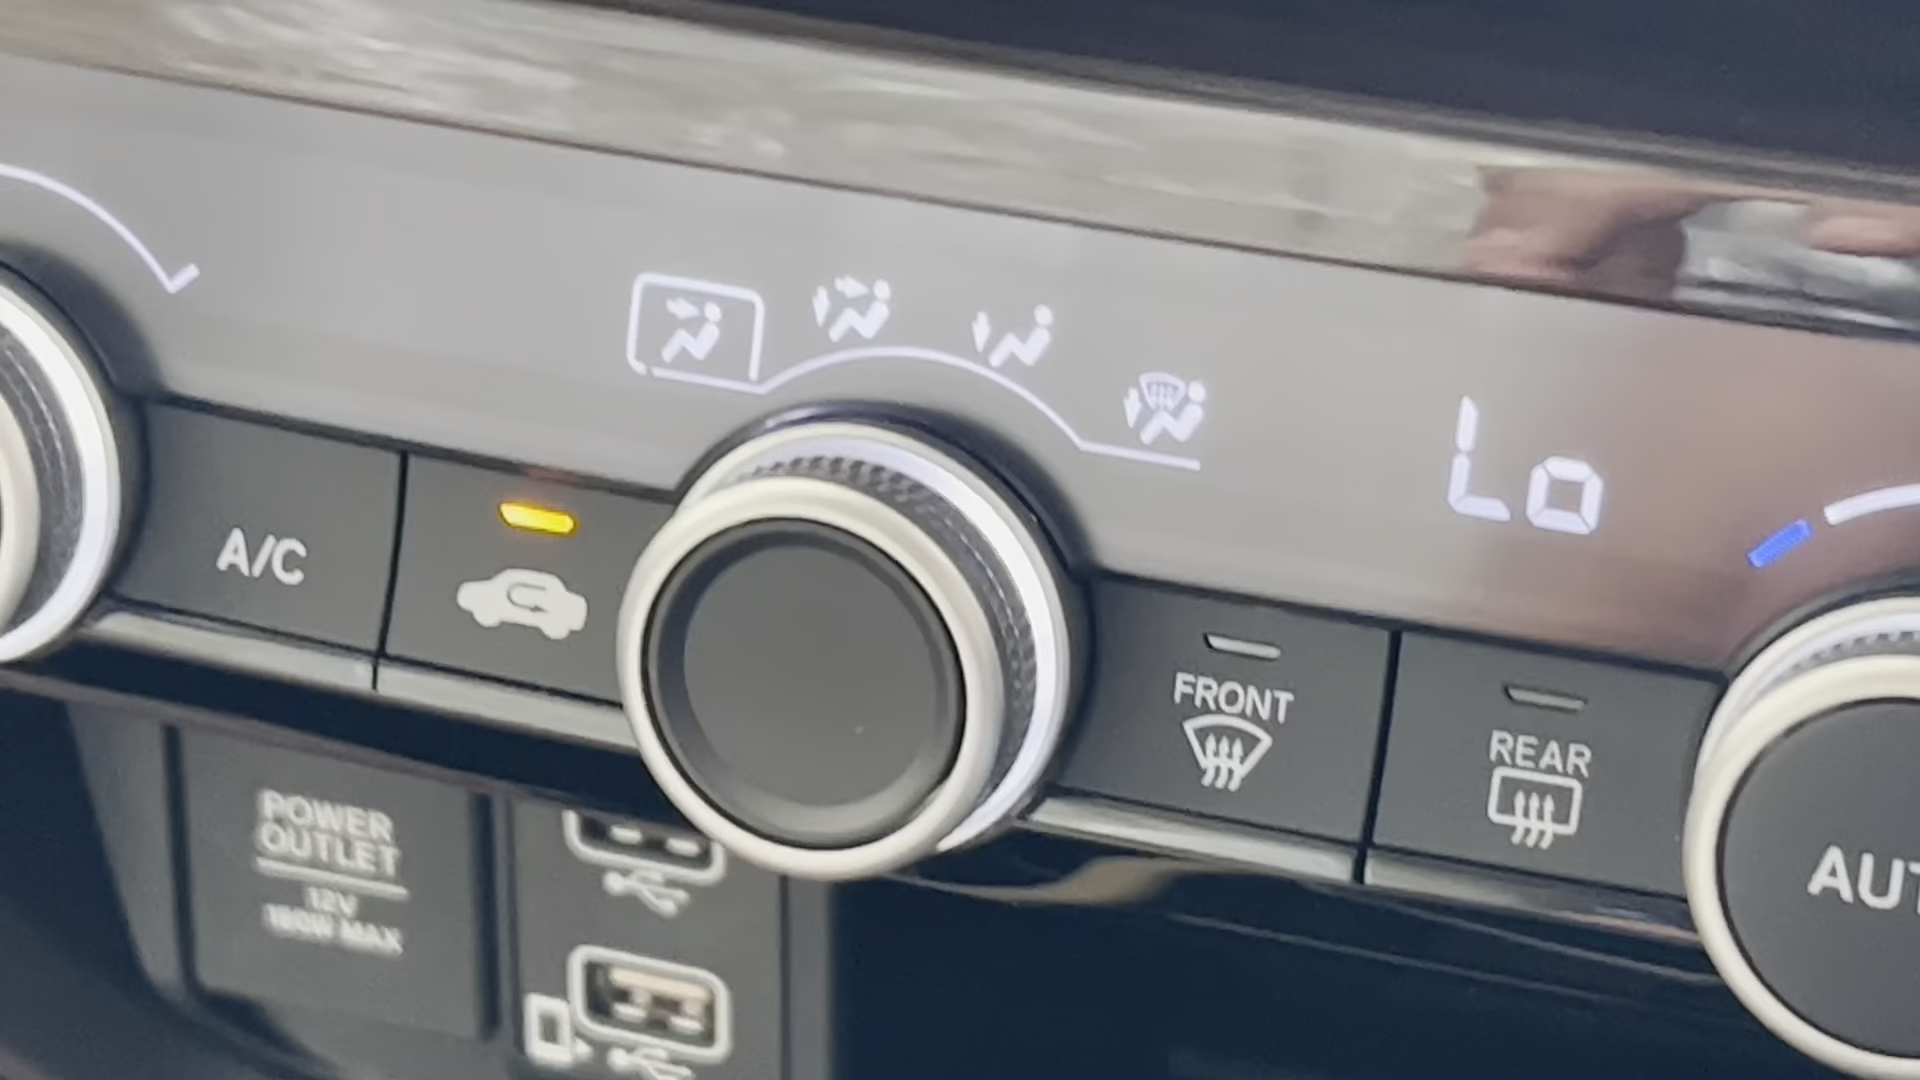 Lo
A/C
FRONT
REAR
AUT
POWER
OUTLET
12V
180W MAX